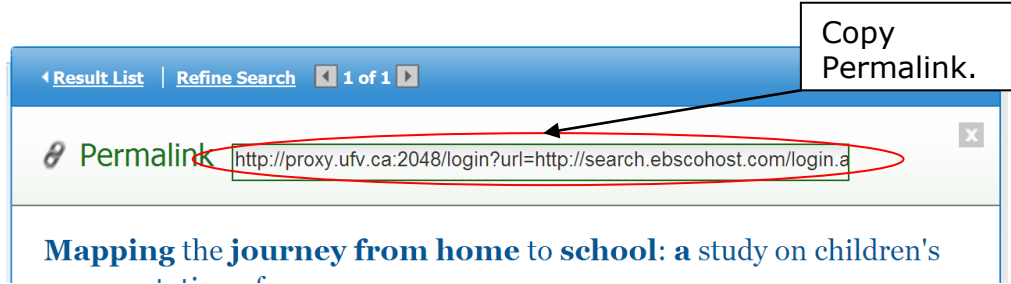 Copy
Permalink.
Result List | Refine Search 1 of 1
Permalink http://proxy.ufv.ca:2048/login?url=http://search.ebscohost.com/login.a
x
Mapping the journey from home to school: a study on children's